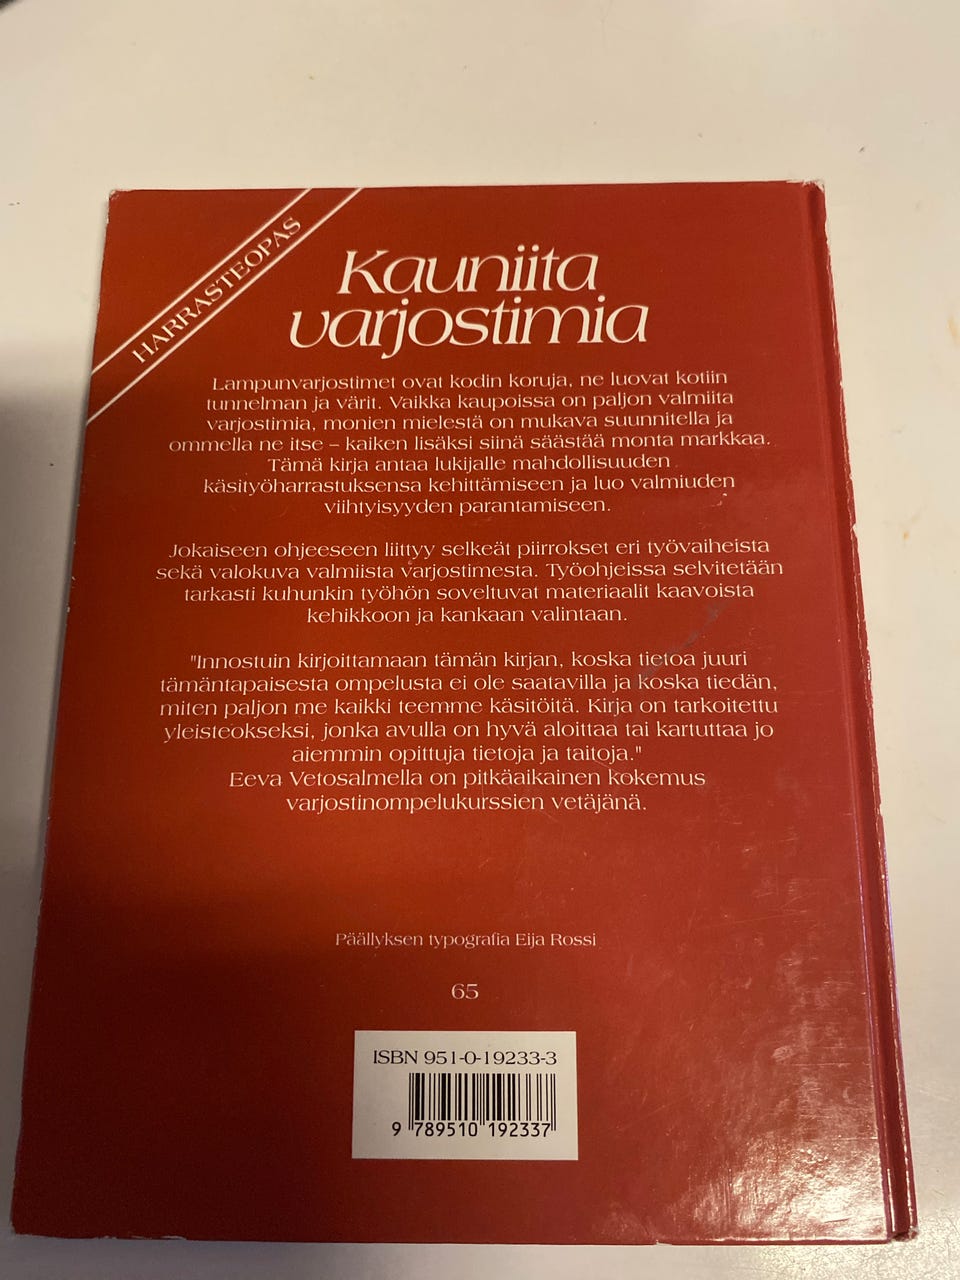 HARRASTEOPAS
Kauniita
varjostimia
Lampunvarjostimet ovat kodin koruja, ne luovat kotiin
tunnelman ja värit. Vaikka kaupoissa on paljon valmiita
varjostimia, monien mielestä on mukava suunnitella ja
ommella ne itse – kaiken lisäksi siinä säästää monta markkaa.
Tämä kirja antaa lukijalle mahdollisuuden
käsityöharrastuksensa kehittämiseen ja luo valmiuden
viihtyisyyden parantamiseen.
Jokaiseen ohjeeseen liittyy selkeät piirrokset eri työvaiheista
sekä valokuva valmiista varjostimesta. Työohjeissa selvitetään
tarkasti kuhunkin työhön soveltuvat materiaalit kaavoista
kehikkoon ja kankaan valintaan.
"Innostuin kirjoittamaan tämän kirjan, koska tietoa juuri
tämäntapaisesta ompelusta ei ole saatavilla ja koska tiedän,
miten paljon me kaikki teemme käsitöitä. Kirja on tarkoitettu
yleisteokseksi, jonka avulla on hyvä aloittaa tai kartuttaa jo
aiemmin opittuja tietoja ja taitoja."
Eeva Vetosalmella on pitkäaikainen kokemus
varjostinompelukurssien vetäjänä.
Päällyksen typografia Eija Rossi
65
ISBN 951-0-19233-3
9 789510 192337